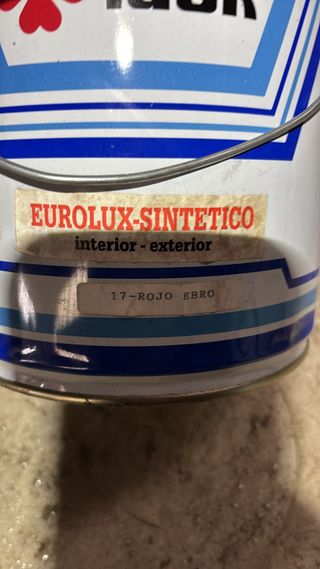 EUROLUX-SINTETICO
interior - exterior
17-ROJO EBRO